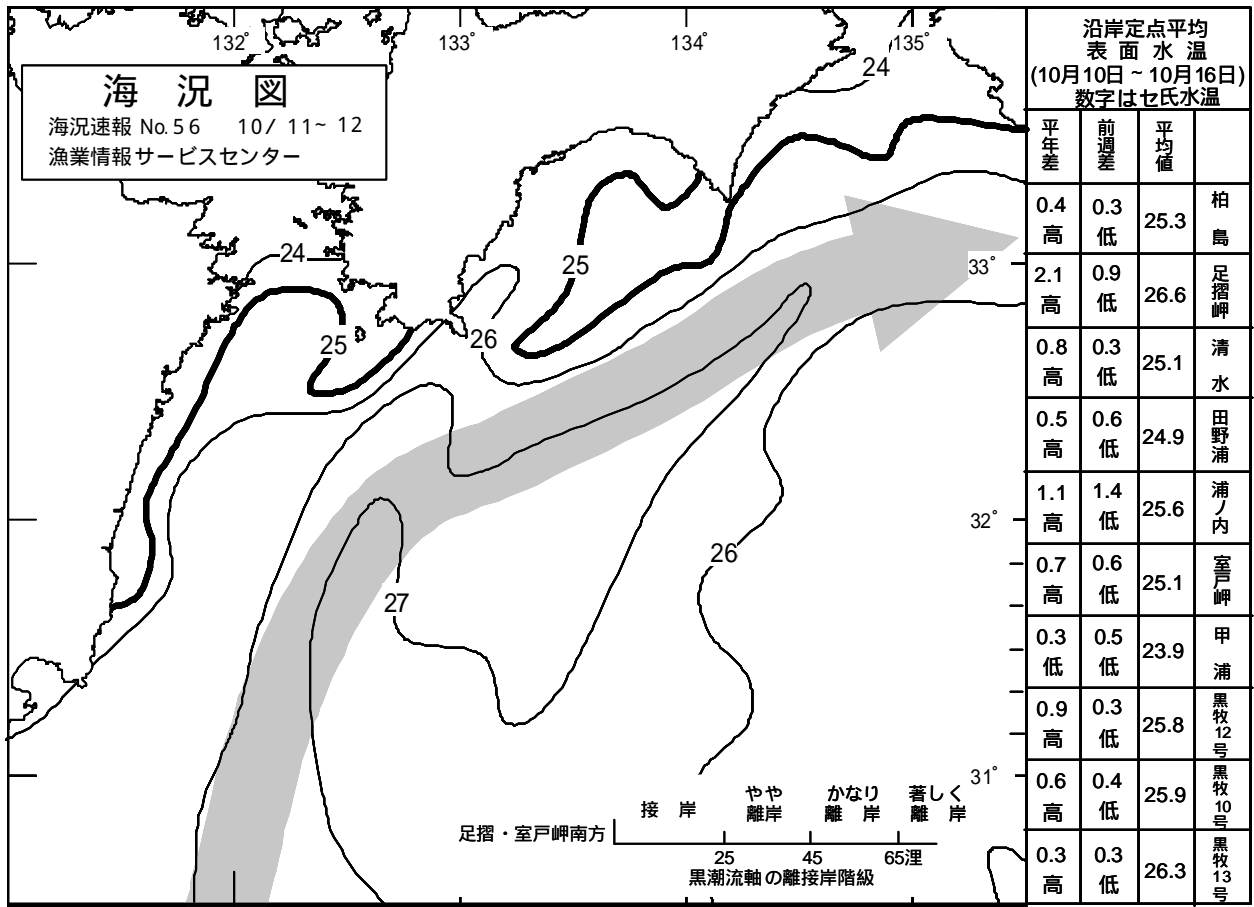 132°
133°
134°
135°
海 況 図
海況速報 No.56 10/ 11~ 12
漁業情報サービスセンター
24
24
25
25
26
33°
32°
26
27
31°
接 岸
やや
離岸
かなり
離 岸
著しく
離 岸
足摺・室戸岬南方
25
45
65浬
黒潮流軸の離接岸階級
沿岸定点平均
表 面 水 温
(10月10日 ~ 10月16日)
数字はセ氏水温
平年差 前週差 平均値
0.4高 0.3低 25.3 柏島
2.1高 0.9低 26.6 足摺岬
0.8高 0.3低 25.1 清水
0.5高 0.6低 24.9 田野浦
1.1高 1.4低 25.6 浦ノ内
0.7高 0.6低 25.1 室戸岬
0.3低 0.5低 23.9 甲浦
0.9高 0.3低 25.8 黒牧12号
0.6高 0.4低 25.9 黒牧10号
0.3高 0.3低 26.3 黒牧13号